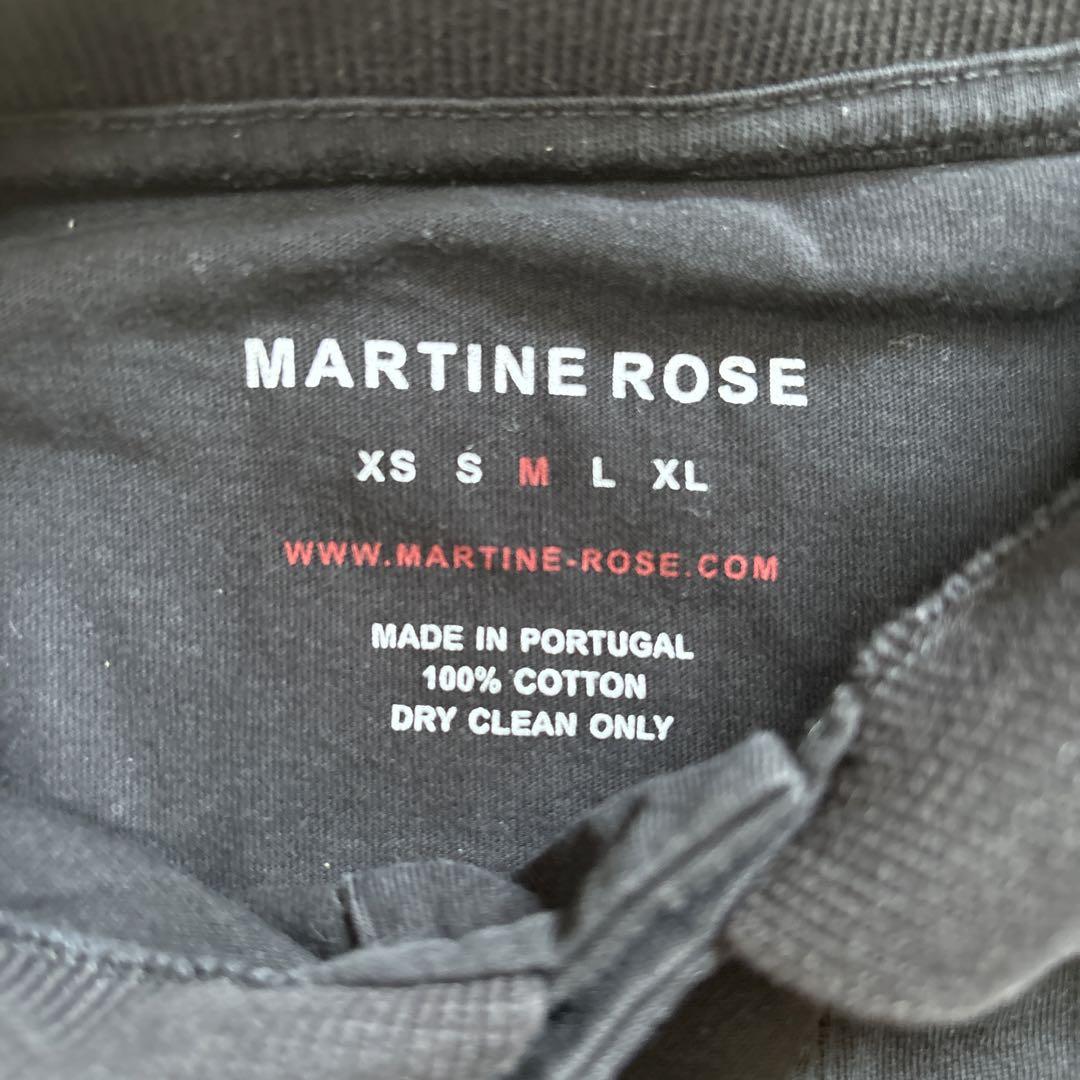 MARTINE ROSE
XS S M L XL
WWW.MARTINE-ROSE.COM
MADE IN PORTUGAL
100% COTTON
DRY CLEAN ONLY